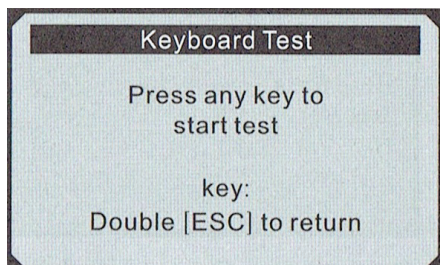 Keyboard Test
Press any key to
start test
key:
Double [ESC] to return